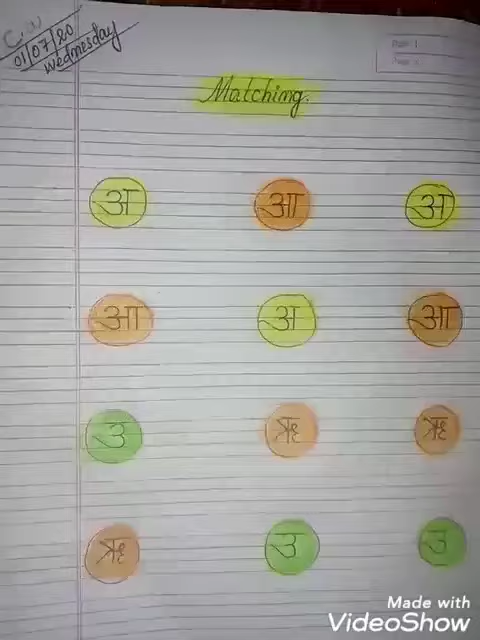 C.W
01/07/20
Wednesday
Matching.
अ आ अ
आ अ आ
उ ऋ ऋ
ऋ उ उ
Made with
VideoShow